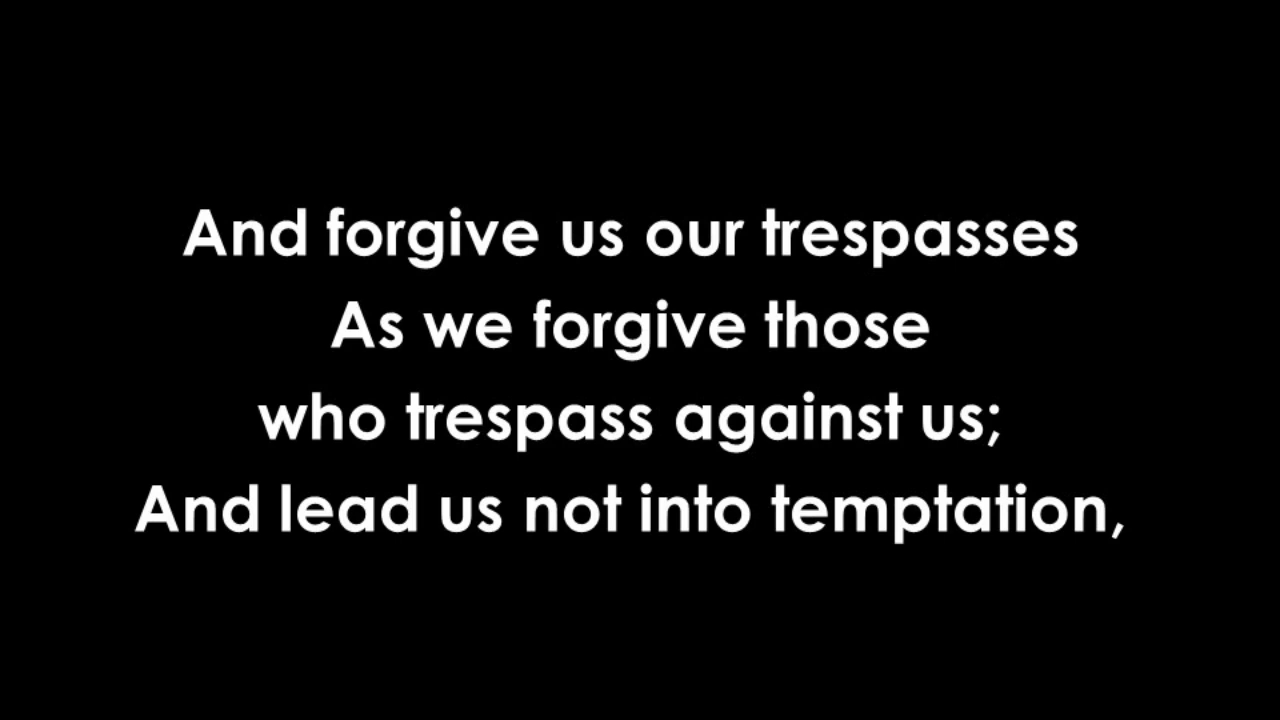 And forgive us our trespasses
As we forgive those
who trespass against us;
And lead us not into temptation,